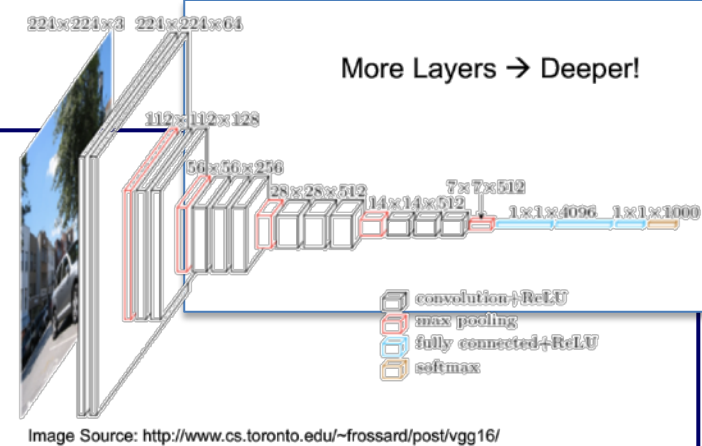 224×224×3 224×224×64
More Layers → Deeper!
112×112×128
56×56×256
28×28×512
14×14×512
7×7×512
1×1×4096 1×1×1000
convolution+ReLU
max pooling
fully connected+ReLU
softmax
Image Source: http://www.cs.toronto.edu/~frossard/post/vgg16/